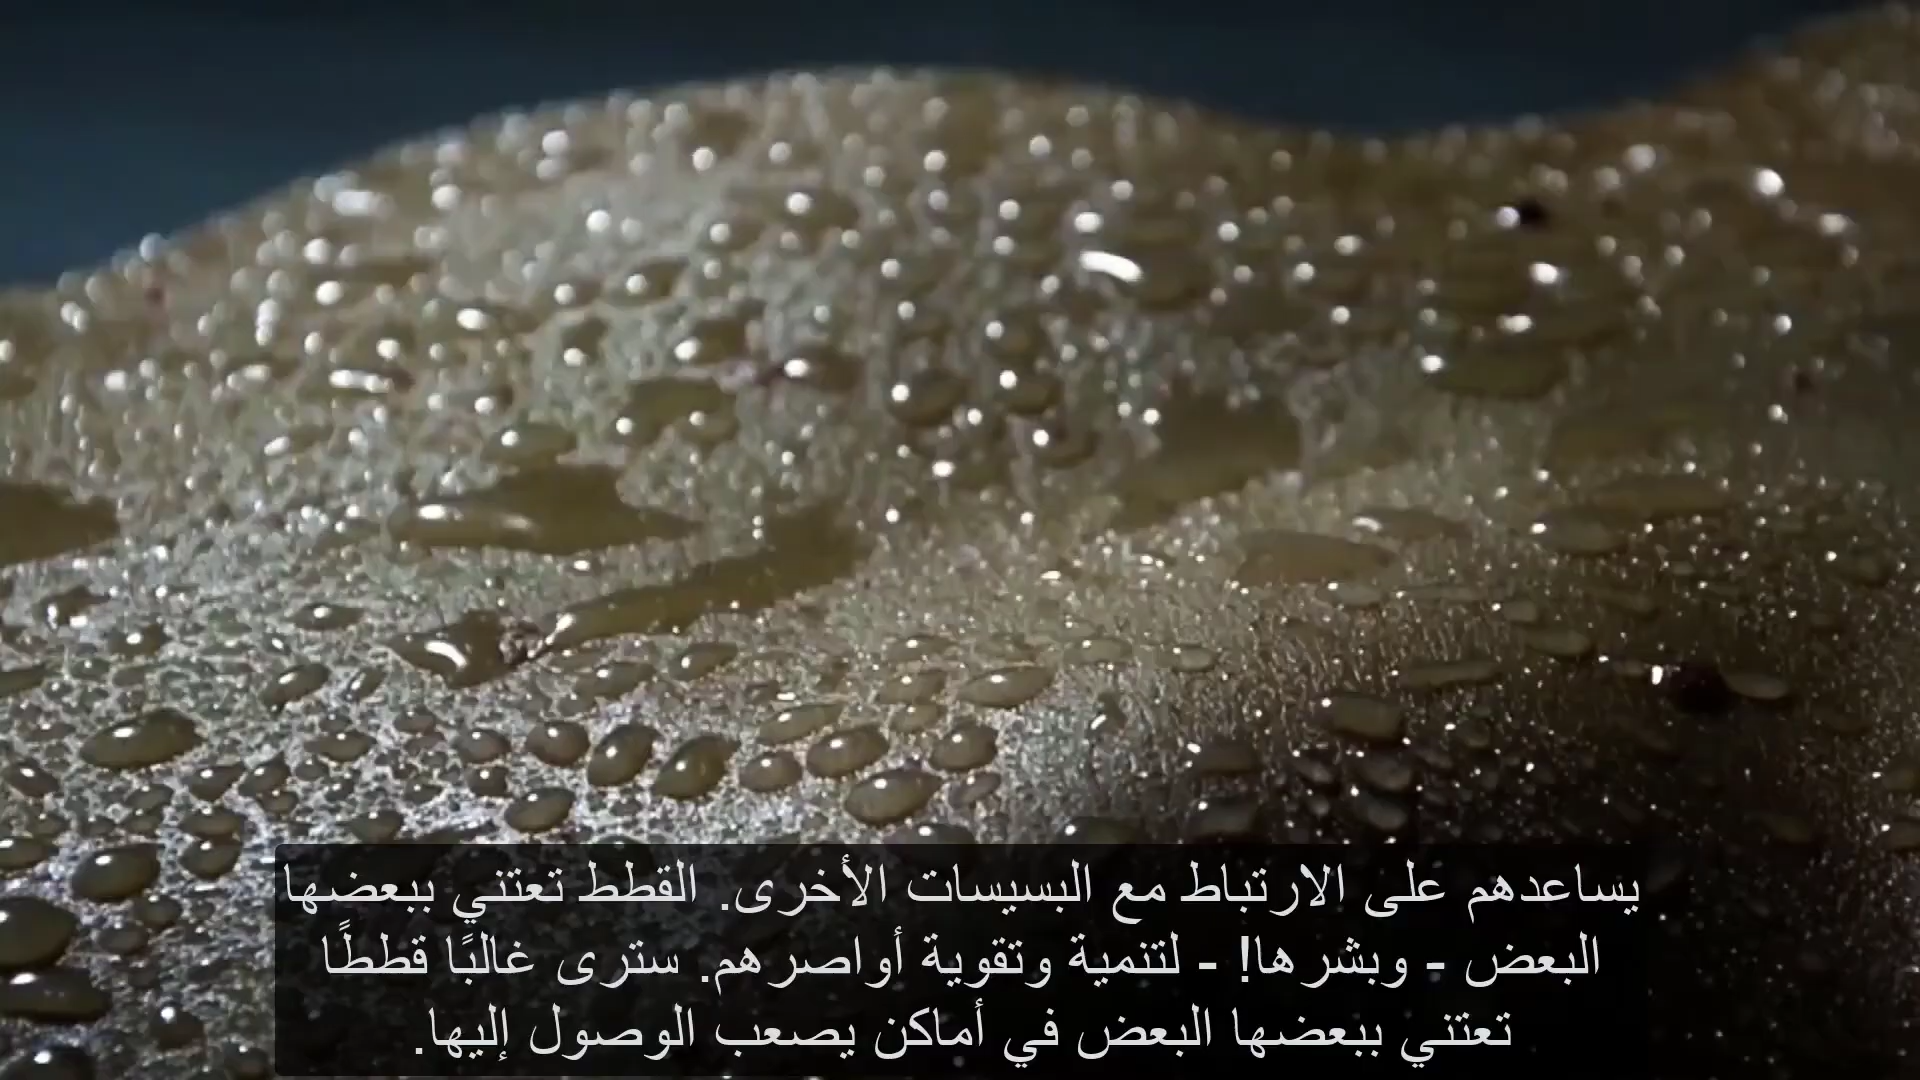 يساعدهم على الارتباط مع البسيسات الأخرى. القطط تعتني ببعضها
البعض - وبشرها! - لتنمية وتقوية أواصرهم. سترى غالبًا قططًا
تعتني ببعضها البعض في أماكن يصعب الوصول إليها.